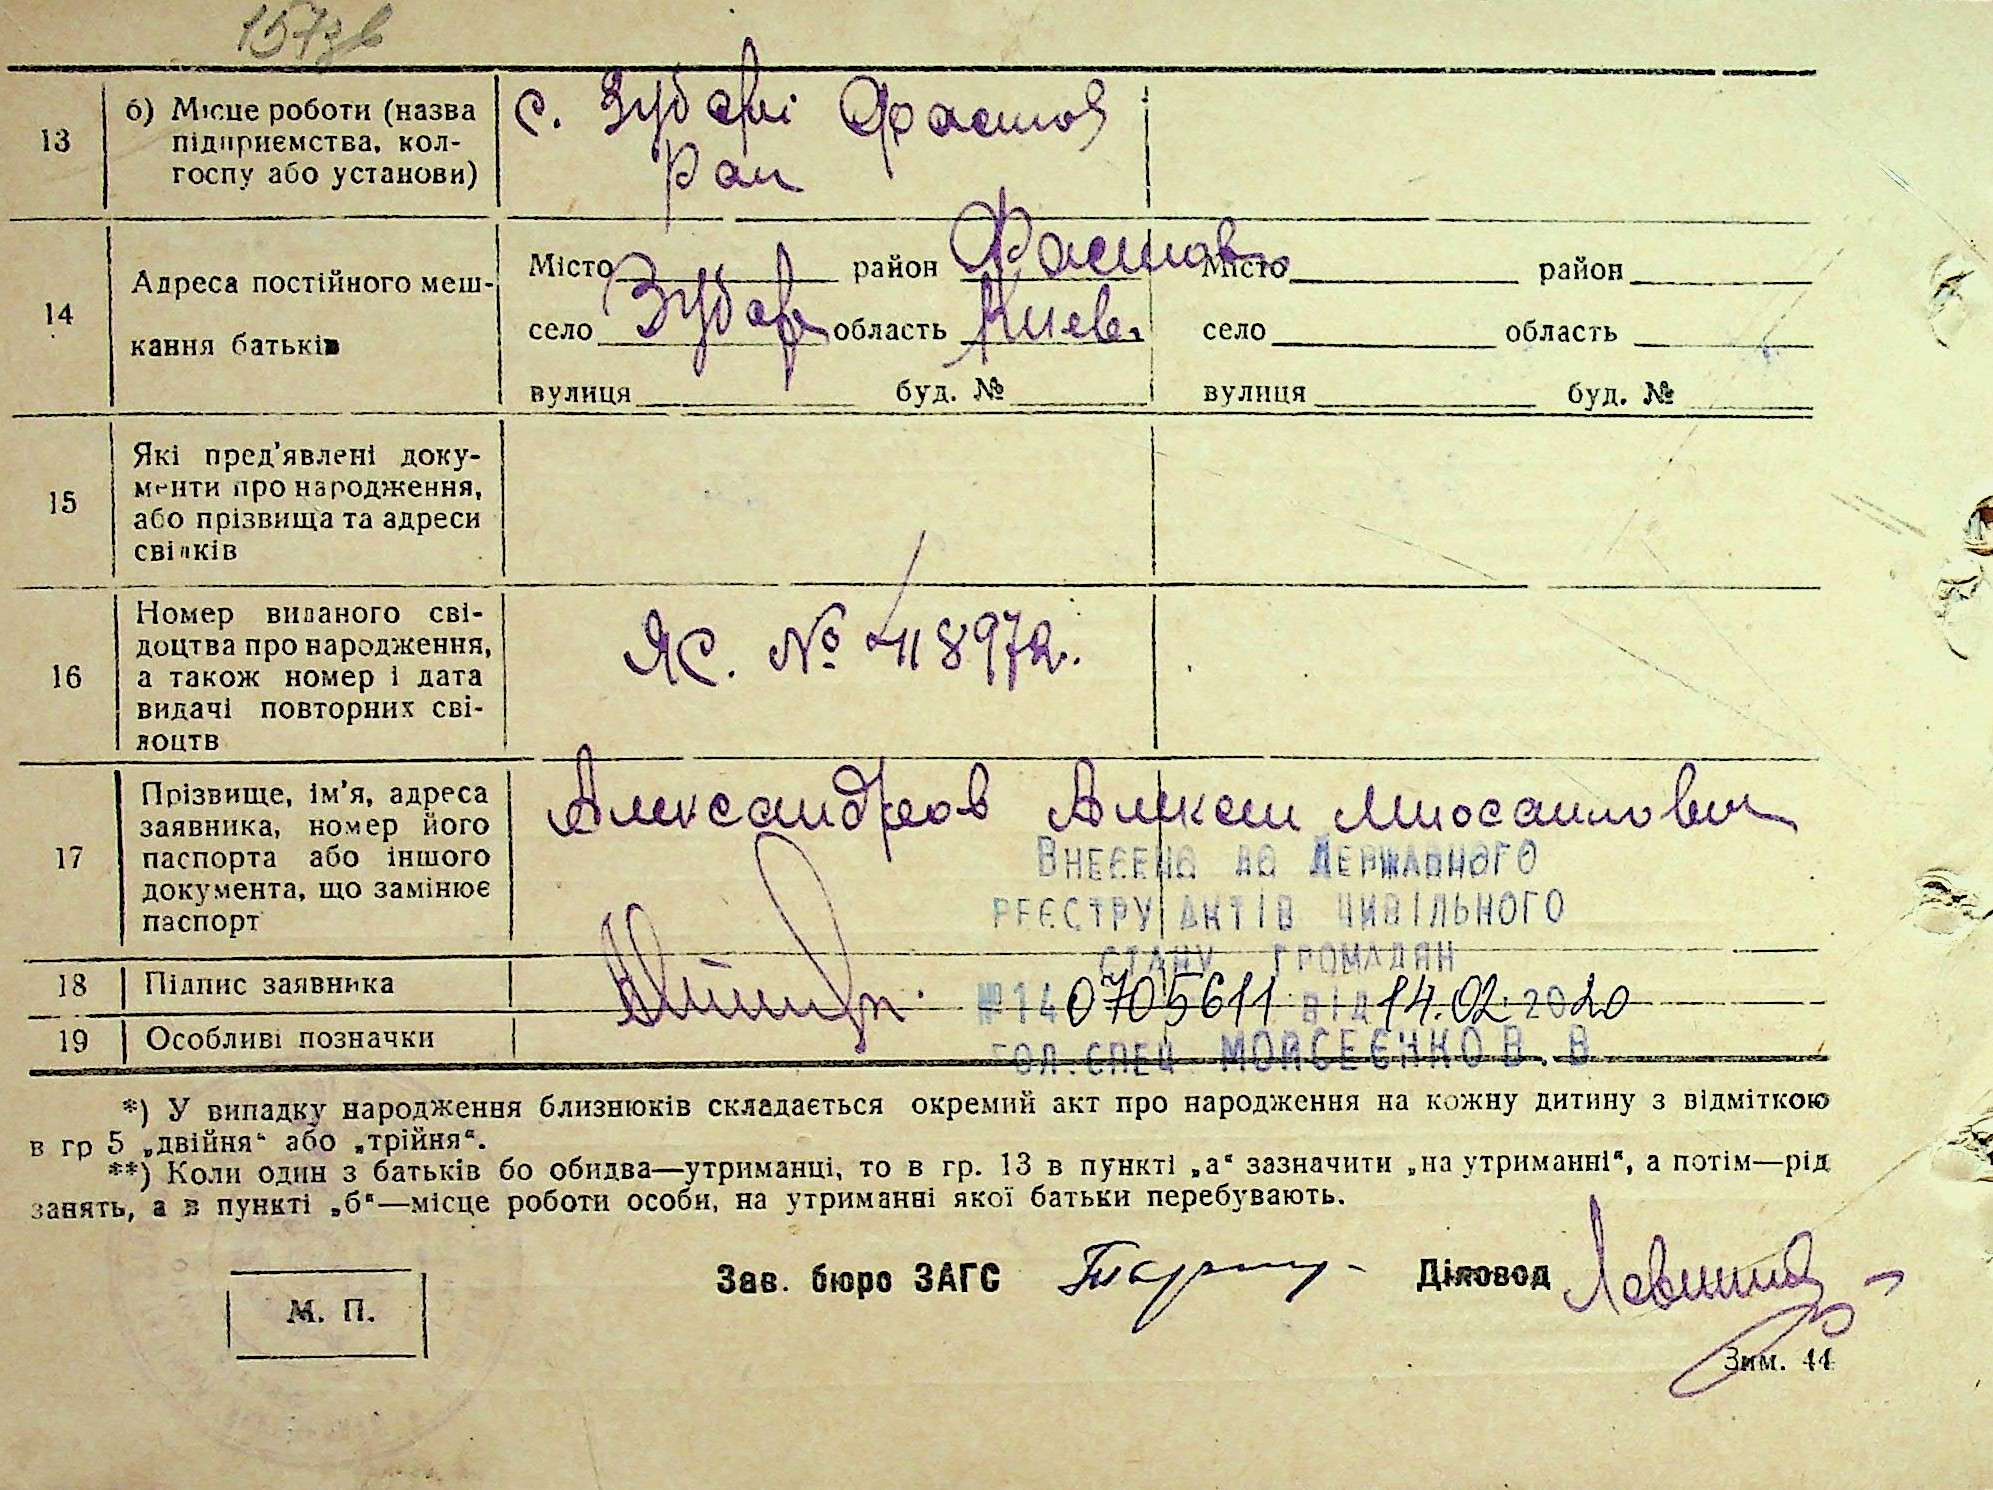 157зв
13 б) Місце роботи (назва
підприємства, кол-
госпу або установи)
с. Зубарі Фастов
Рай
14 Адреса постійного меш-
кання батьків
Місто район Фастов Місто район
село Зубарі область Киев. село область
вулиця буд. № вулиця буд. №
15 Які пред'явлені доку-
менти про народження,
або прізвища та адреси
свідків
16 Номер виданого сві-
доцтва про народження,
а також номер і дата
видачі повторних сві-
доцтв
ЯС. № 418972.
17 Прізвище, ім'я, адреса
заявника, номер його
паспорта або іншого
документа, що замінює
паспорт
Александров Алексей
Внесено до Державного
реєстру актів цивільного
стану громадян
18 Підпис заявника
№140705611 від 14.02.2020
19 Особливі позначки
гол.спец Моисеєнко В.В
*) У випадку народження близнюків складається окремий акт про народження на кожну дитину з відміткою
в гр 5 „двійня“ або „трійня“.
**) Коли один з батьків бо обидва—утриманці, то в гр. 13 в пункті „а“ зазначити „на утриманні“, а потім—рід
занять, а в пункті „б“—місце роботи особи, на утриманні якої батьки перебувають.
Зав. бюро ЗАГС Діловод
М. П.
Зим. 44